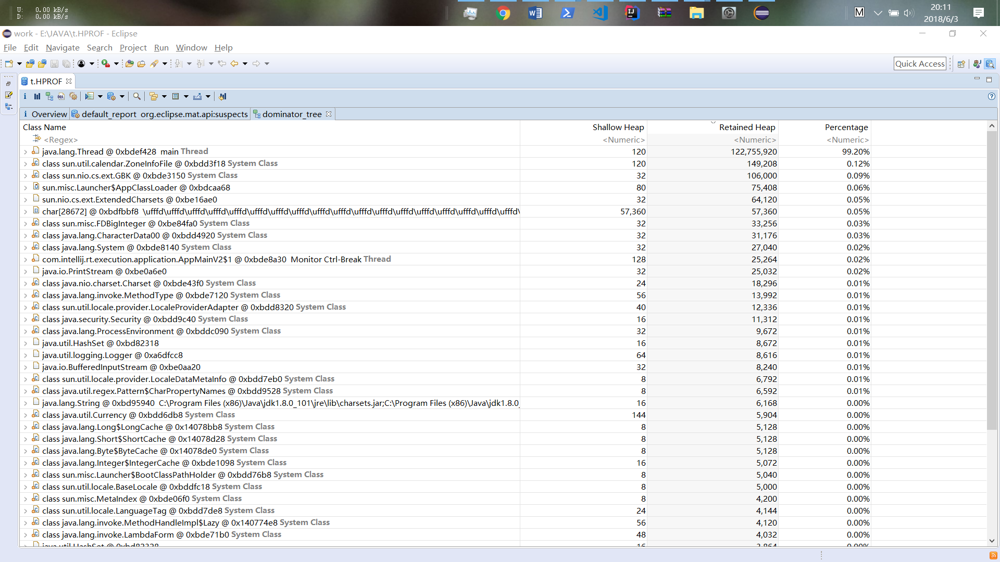 U: 0.00 kB/s
D: 0.00 kB/s
M
20:11
2018/6/3
work - E:\JAVA\t.HPROF - Eclipse
File Edit Navigate Search Project Run Window Help
Quick Access
t.HPROF
Overview default_report org.eclipse.mat.api:suspects dominator_tree
Class Name Shallow Heap Retained Heap Percentage
<Regex> <Numeric> <Numeric> <Numeric>
java.lang.Thread @ 0xbdef428 main Thread 120 122,755,920 99.20%
class sun.util.calendar.ZoneInfoFile @ 0xbdd3f18 System Class 120 149,208 0.12%
class sun.nio.cs.ext.GBK @ 0xbde3150 System Class 32 106,000 0.09%
sun.misc.Launcher$AppClassLoader @ 0xbdcaa68 80 75,408 0.06%
sun.nio.cs.ext.ExtendedCharsets @ 0xbe16ae0 32 64,120 0.05%
char[28672] @ 0xbdfbbf8 \ufffd\ufffd\ufffd\ufffd\ufffd\ufffd\ufffd\ufffd\ufffd\ufffd\ufffd\ufffd\ufffd\ufffd\ufffd\ufffd\ufffd\ufffd\ 57,360 57,360 0.05%
class sun.misc.FDBigInteger @ 0xbe84fa0 System Class 32 33,256 0.03%
class java.lang.CharacterData00 @ 0xbdd4920 System Class 32 31,176 0.03%
class java.lang.System @ 0xbde8140 System Class 32 27,040 0.02%
com.intellij.rt.execution.application.AppMainV2$1 @ 0xbde8a30 Monitor Ctrl-Break Thread 128 25,264 0.02%
java.io.PrintStream @ 0xbe0a6e0 32 25,032 0.02%
class java.nio.charset.Charset @ 0xbde43f0 System Class 24 18,296 0.01%
class java.lang.invoke.MethodType @ 0xbde7120 System Class 56 13,992 0.01%
class sun.util.locale.provider.LocaleProviderAdapter @ 0xbdd8320 System Class 40 12,336 0.01%
class java.security.Security @ 0xbdd9c40 System Class 16 11,312 0.01%
class java.lang.ProcessEnvironment @ 0xbddc090 System Class 32 9,672 0.01%
java.util.HashSet @ 0xbd82318 16 8,672 0.01%
java.util.logging.Logger @ 0xa6dfcc8 64 8,616 0.01%
java.io.BufferedInputStream @ 0xbe0aa20 32 8,240 0.01%
class sun.util.locale.provider.LocaleDataMetaInfo @ 0xbdd7eb0 System Class 8 6,792 0.01%
class java.util.regex.Pattern$CharPropertyNames @ 0xbdd9528 System Class 8 6,592 0.01%
java.lang.String @ 0xbd95940 C:\Program Files (x86)\Java\jdk1.8.0_101\jre\lib\charsets.jar;C:\Program Files (x86)\Java\jdk1.8.0_ 16 6,168 0.00%
class java.util.Currency @ 0xbdd6db8 System Class 144 5,904 0.00%
class java.lang.Long$LongCache @ 0x14078bb8 System Class 8 5,128 0.00%
class java.lang.Short$ShortCache @ 0x14078d28 System Class 8 5,128 0.00%
class java.lang.Byte$ByteCache @ 0x14078de0 System Class 8 5,128 0.00%
class java.lang.Integer$IntegerCache @ 0xbde1098 System Class 16 5,072 0.00%
class sun.misc.Launcher$BootClassPathHolder @ 0xbdd76b8 System Class 8 5,040 0.00%
class sun.util.locale.BaseLocale @ 0xbddfc18 System Class 8 5,000 0.00%
class sun.misc.MetaIndex @ 0xbde06f0 System Class 8 4,200 0.00%
class sun.util.locale.LanguageTag @ 0xbdd7de8 System Class 24 4,144 0.00%
class java.lang.invoke.MethodHandleImpl$Lazy @ 0x140774e8 System Class 56 4,120 0.00%
class java.lang.invoke.LambdaForm @ 0xbde71b0 System Class 48 4,032 0.00%
java.util.HashSet @ 0xbd82328 16 3,864 0.00%